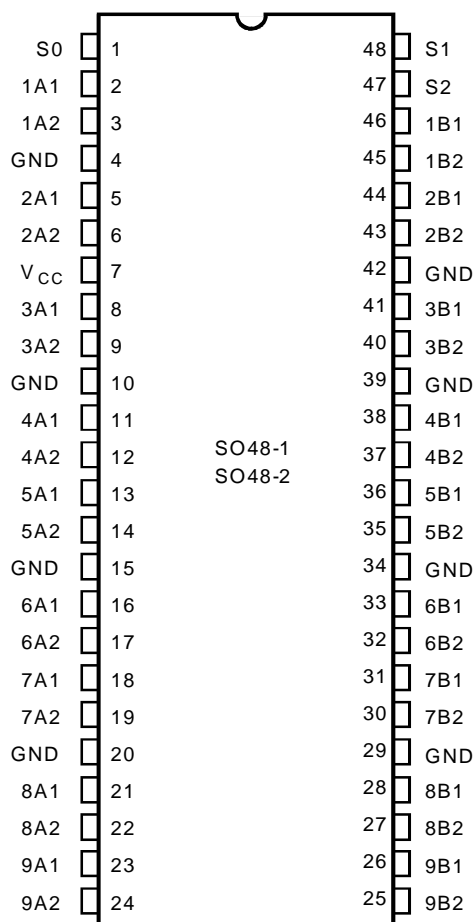 S0 1 48 S1
1A1 2 47 S2
1A2 3 46 1B1
GND 4 45 1B2
2A1 5 44 2B1
2A2 6 43 2B2
VCC 7 42 GND
3A1 8 41 3B1
3A2 9 40 3B2
GND 10 39 GND
4A1 11 38 4B1
4A2 12 37 4B2
SO48-1
SO48-2
5A1 13 36 5B1
5A2 14 35 5B2
GND 15 34 GND
6A1 16 33 6B1
6A2 17 32 6B2
7A1 18 31 7B1
7A2 19 30 7B2
GND 20 29 GND
8A1 21 28 8B1
8A2 22 27 8B2
9A1 23 26 9B1
9A2 24 25 9B2